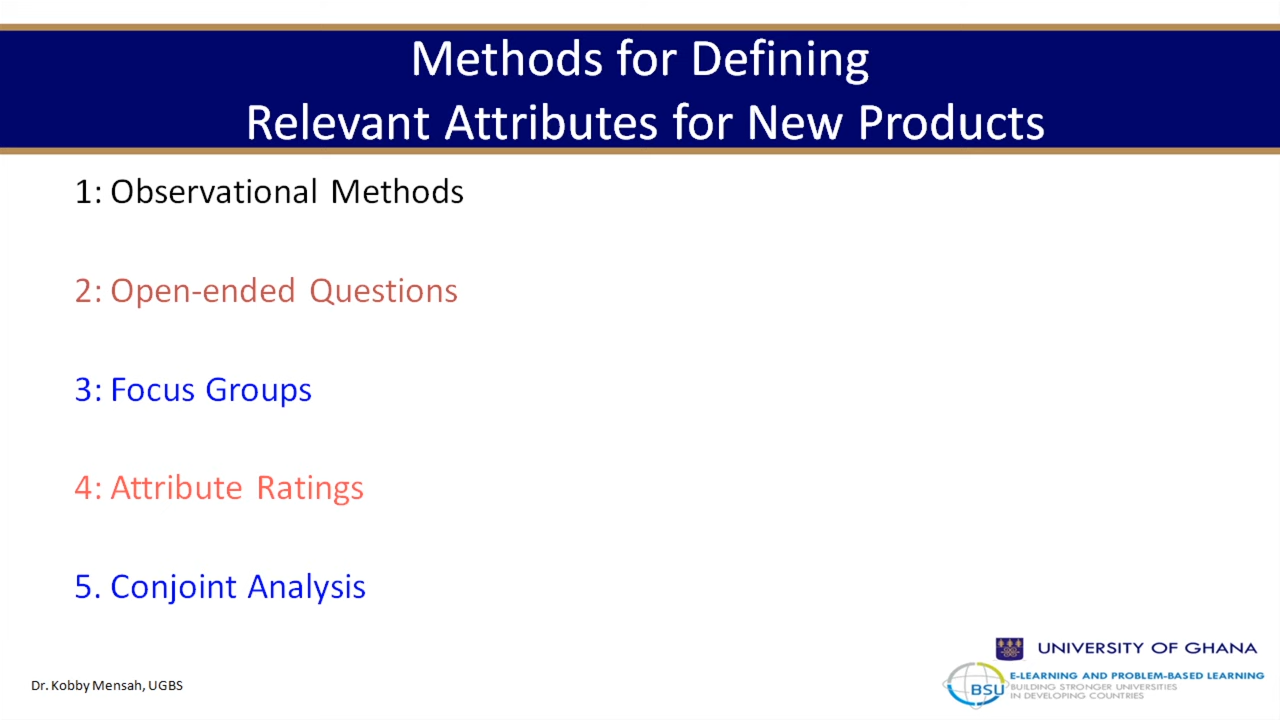 Methods for Defining
Relevant Attributes for New Products
1: Observational Methods
2: Open-ended Questions
3: Focus Groups
4: Attribute Ratings
5. Conjoint Analysis
UNIVERSITY OF GHANA
Dr. Kobby Mensah, UGBS
BSU
E-LEARNING AND PROBLEM-BASED LEARNING
BUILDING STRONGER UNIVERSITIES
IN DEVELOPING COUNTRIES